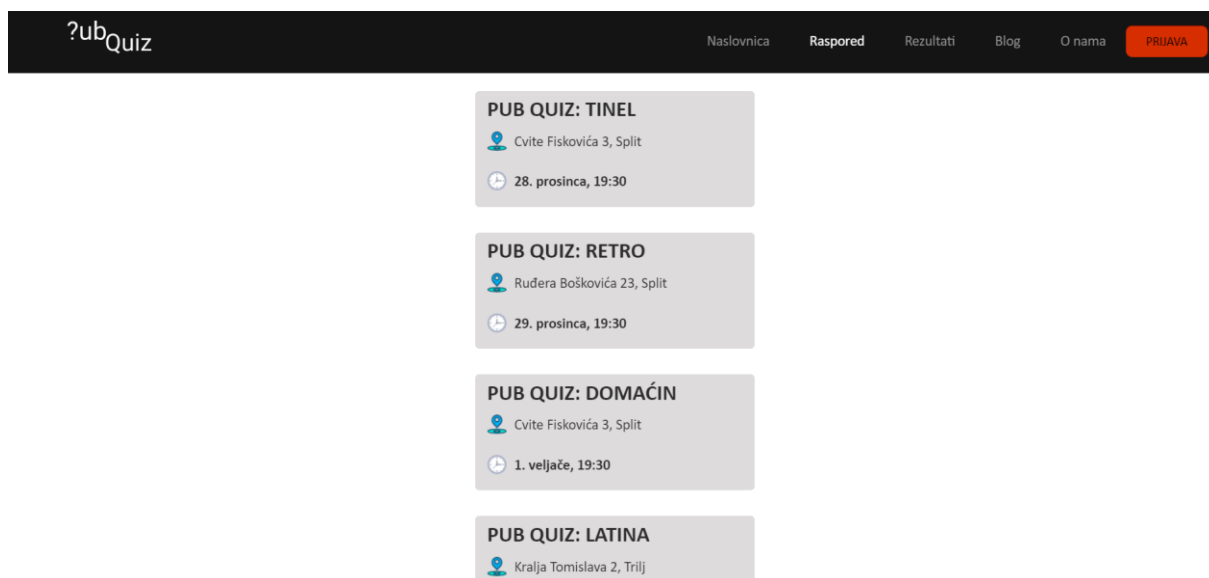 ?ubQuiz
Naslovnica Raspored Rezultati Blog O nama PRIJAVA
PUB QUIZ: TINEL
Cvite Fiskovića 3, Split
28. prosinca, 19:30
PUB QUIZ: RETRO
Ruđera Boškovića 23, Split
29. prosinca, 19:30
PUB QUIZ: DOMAĆIN
Cvite Fiskovića 3, Split
1. veljače, 19:30
PUB QUIZ: LATINA
Kralja Tomislava 2, Trilj